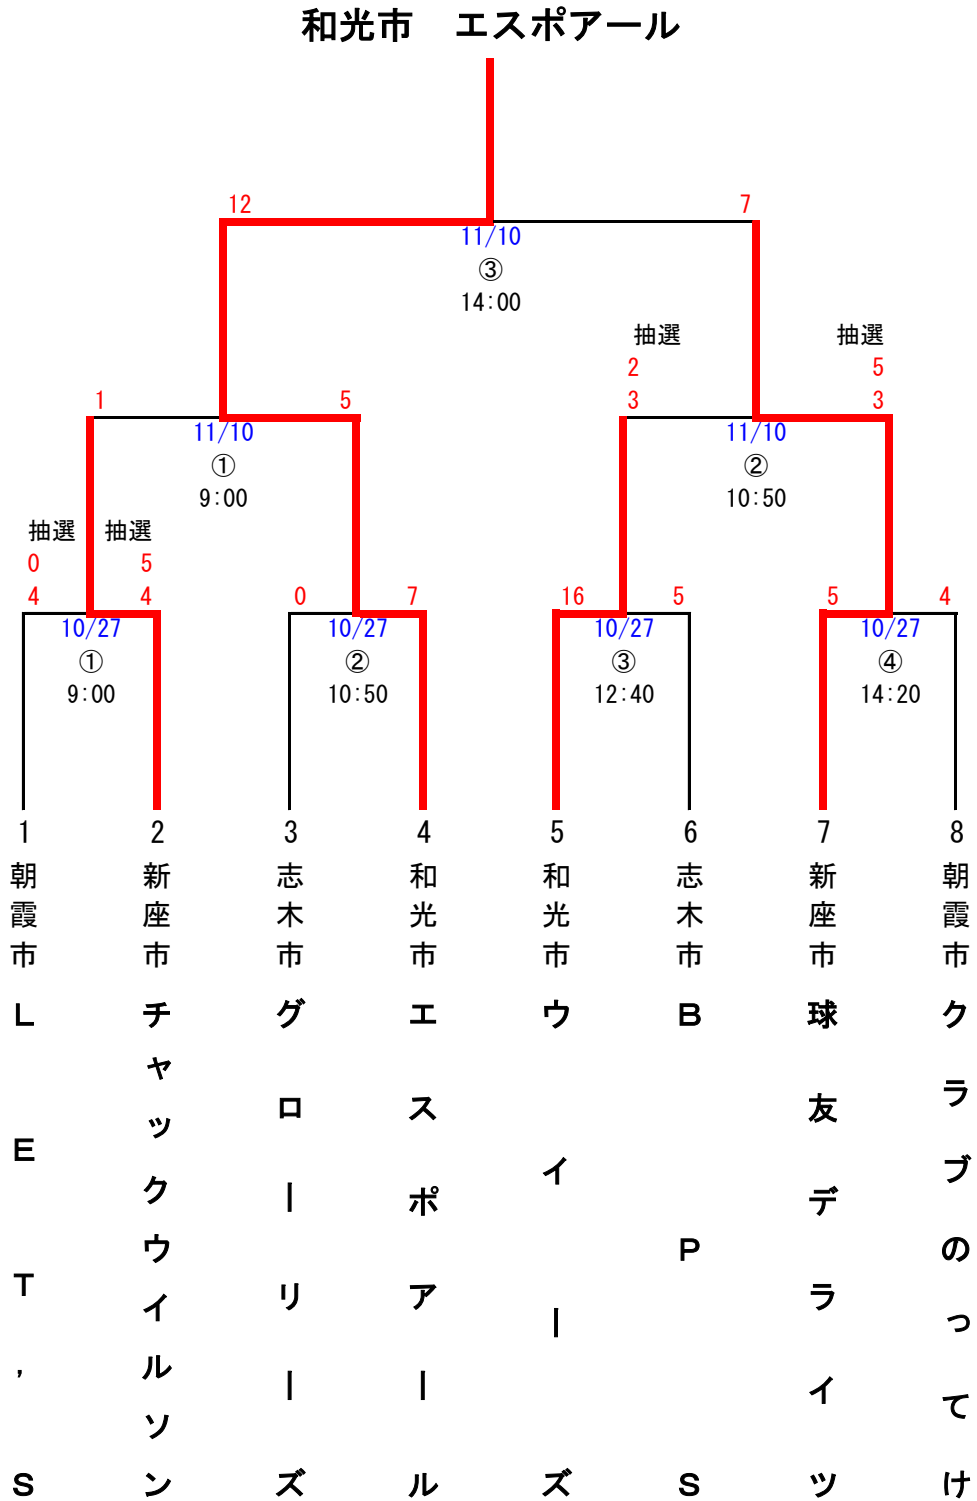 和光市　エスポアール
12 7
11/10
③
14:00
抽選 抽選
2 5
1 5 3 3
11/10 11/10
① ②
9:00 10:50
抽選 抽選
0 5
4 4 0 7 16 5 5 4
10/27 10/27 10/27 10/27
① ② ③ ④
9:00 10:50 12:40 14:20
1 2 3 4 5 6 7 8
朝霞市
新座市
志木市
和光市
和光市
志木市
新座市
朝霞市
ＬＥＴ’Ｓ
チャックウイルソン
グローリーズ
エスポアール
ウイーズ
ＢＰＳ
球友デライツ
クラブのってけ